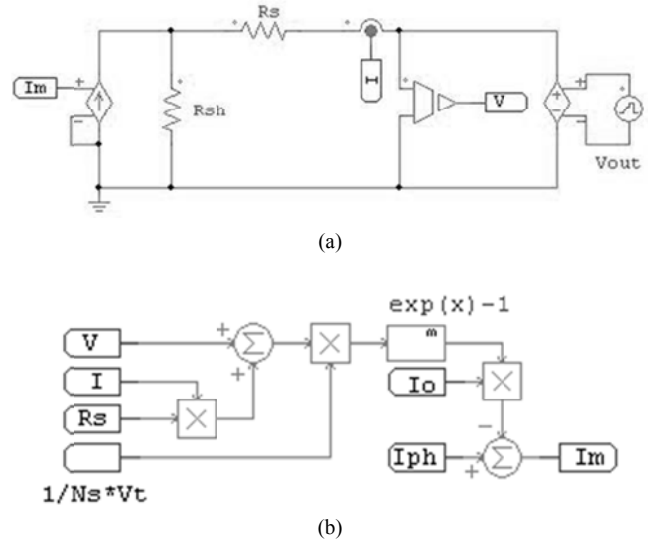 Rs
Im
+
-
Rsh
I
V
+
-
+
-
Vout
(a)
exp(x)-1
V
+
Σ
×
m
I
+
Io
×
Rs
×
-
Iph
+
Σ
Im
1/Ns*Vt
(b)